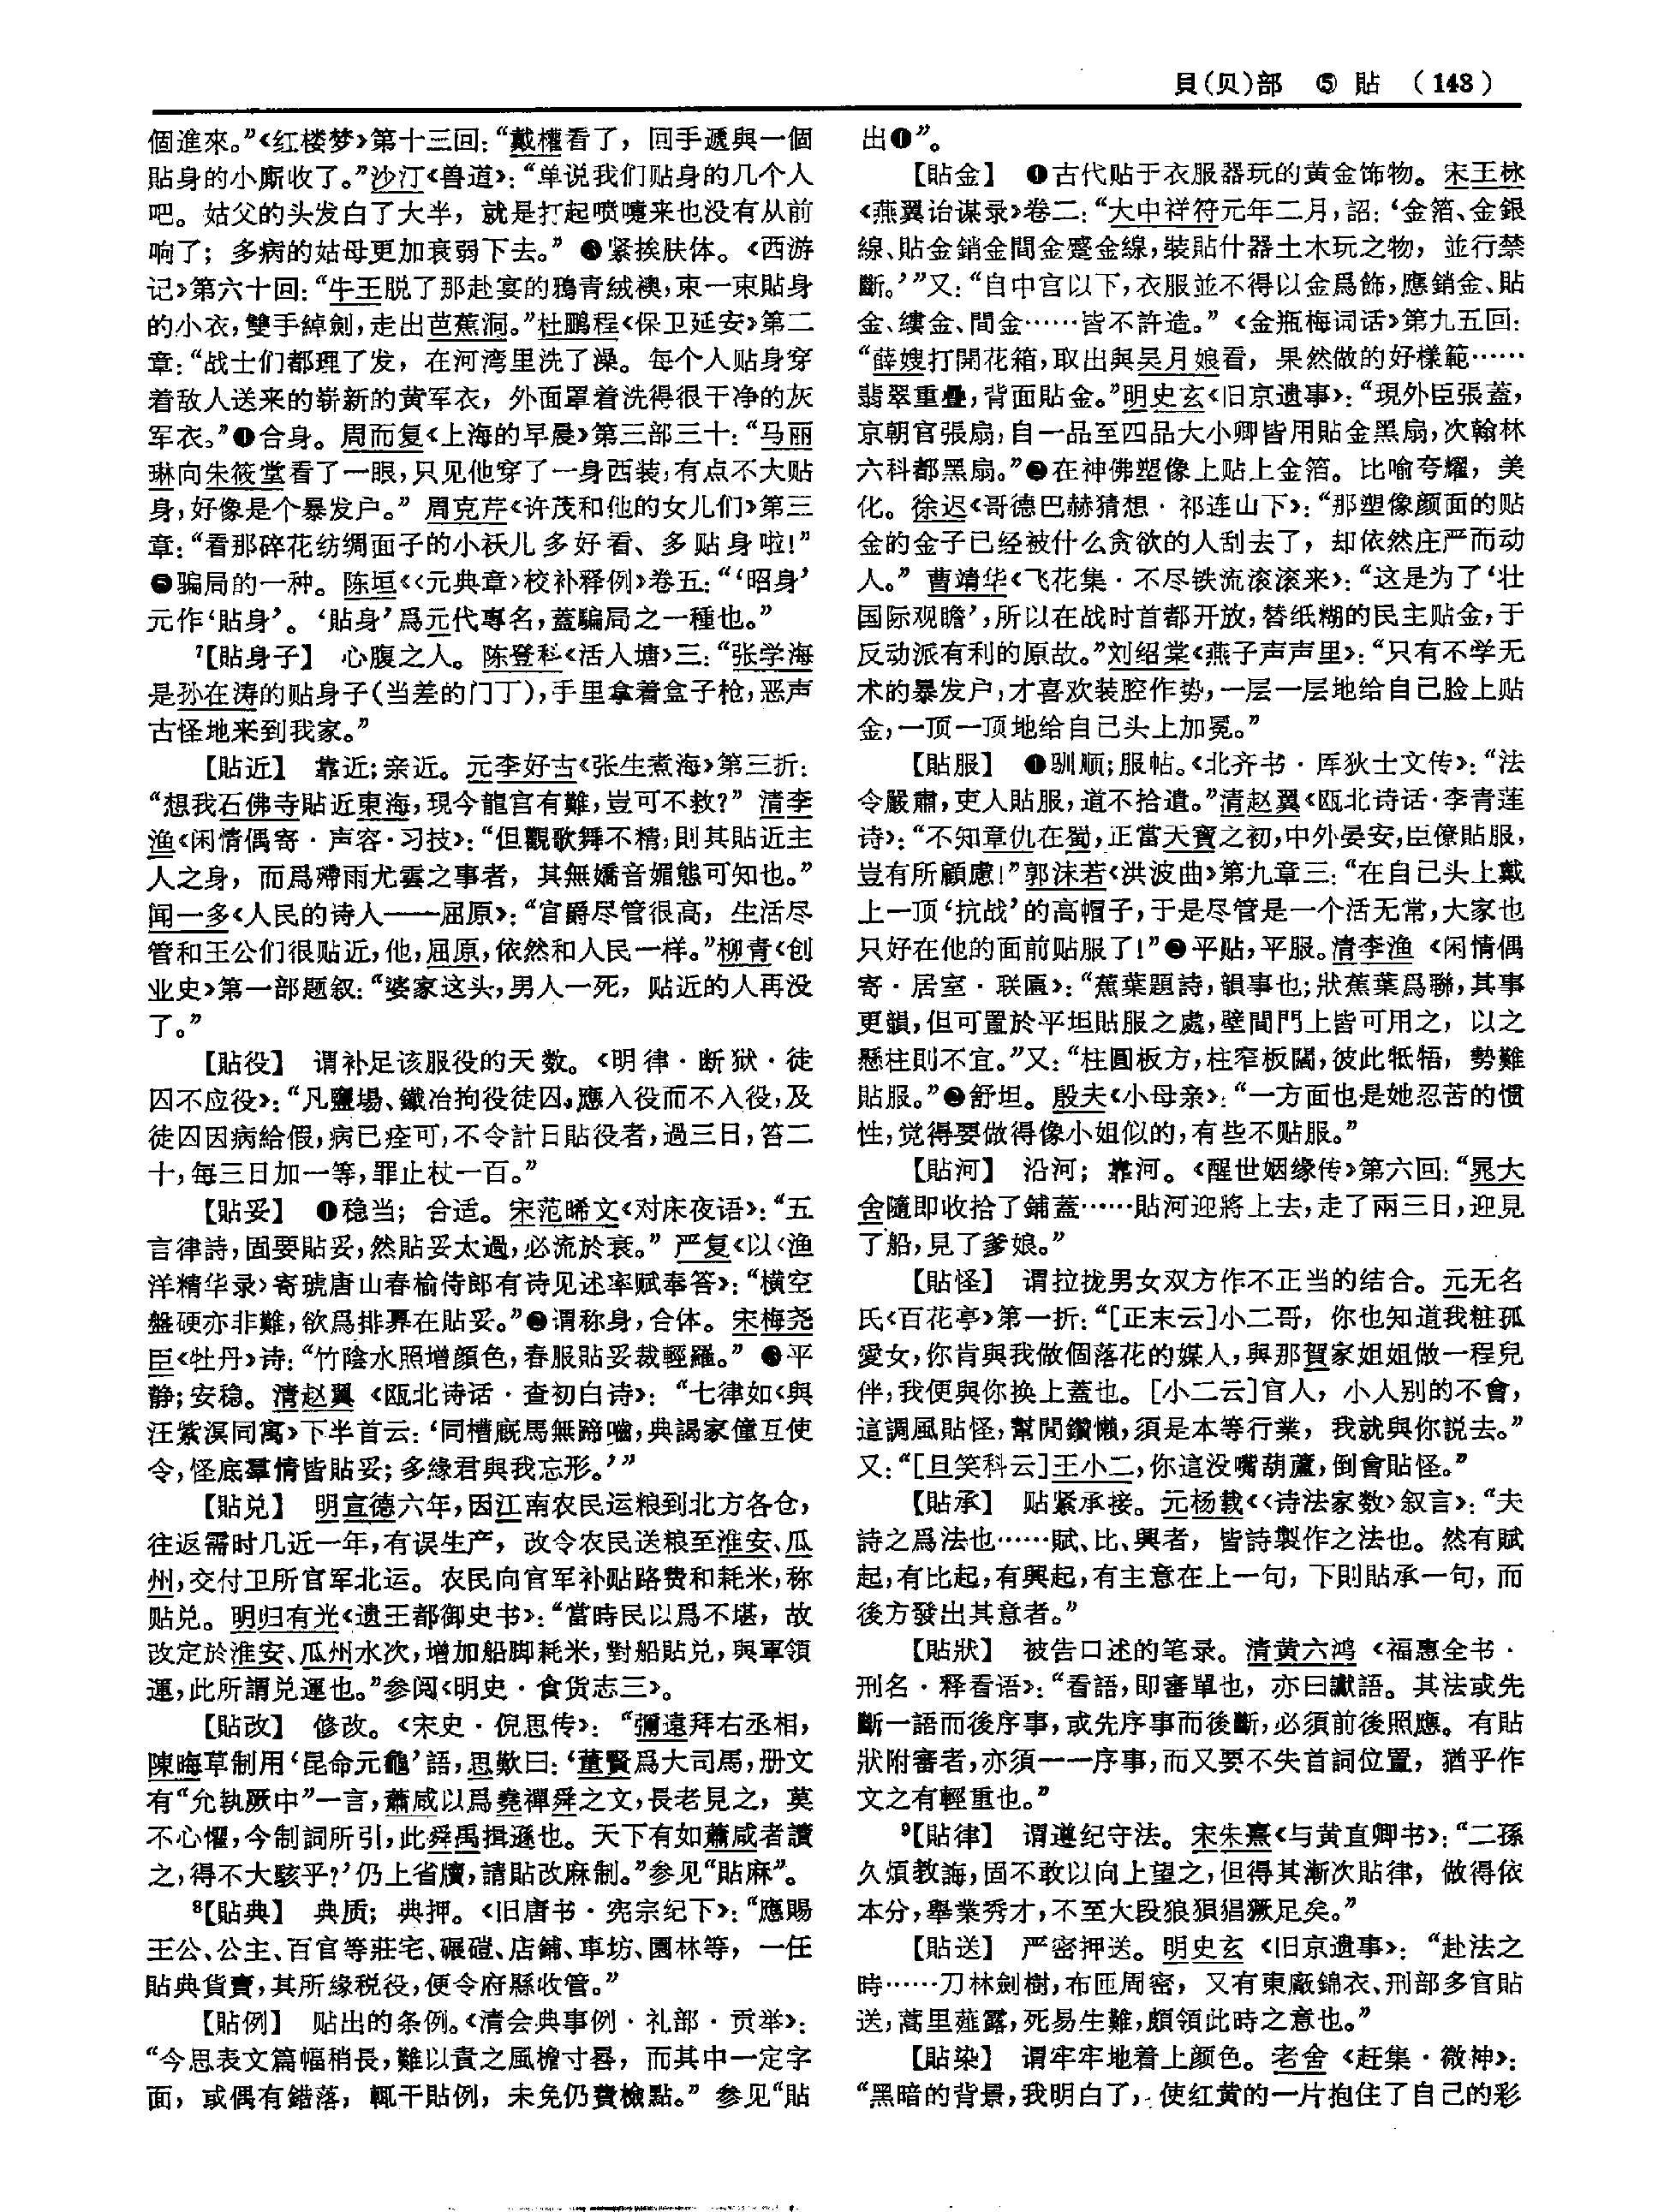 貝(贝)部 ⑤ 貼 (143)
個進來。”《红楼梦》第十三回：“戴權看了，回手遞與一個
貼身的小廝收了。”沙汀《兽道》：“单说我们贴身的几个人
吧。姑父的头发白了大半，就是打起喷嚏来也没有从前
响了；多病的姑母更加衰弱下去。”❸紧挨肤体。《西游
记》第六十回：“牛王脱了那赴宴的鴉青絨襖，束一束貼身
的小衣，雙手綽劍，走出芭蕉洞。”杜鹏程《保卫延安》第二
章：“战士们都理了发，在河湾里洗了澡。每个人贴身穿
着敌人送来的崭新的黄军衣，外面罩着洗得很干净的灰
军衣。”❹合身。周而复《上海的早晨》第三部三十：“马丽
琳向朱筱堂看了一眼，只见他穿了一身西装，有点不大贴
身，好像是个暴发户。”周克芹《许茂和他的女儿们》第三
章：“看那碎花纺绸面子的小袄儿多好看、多贴身啦！”
❺骗局的一种。陈垣《〈元典章〉校补释例》卷五：“‘昭身’
元作‘貼身’。‘貼身’爲元代專名，蓋騙局之一種也。”
7【貼身子】 心腹之人。陈登科《活人塘》三：“张学海
是孙在涛的贴身子(当差的门丁)，手里拿着盒子枪，恶声
古怪地来到我家。”
【貼近】 靠近；亲近。元李好古《张生煮海》第三折：
“想我石佛寺貼近東海，現今龍宫有難，豈可不救？”清李
渔《闲情偶寄·声容·习技》：“但觀歌舞不精，則其貼近主
人之身，而爲殢雨尤雲之事者，其無嬌音媚態可知也。”
闻一多《人民的诗人——屈原》：“官爵尽管很高，生活尽
管和王公们很贴近，他，屈原，依然和人民一样。”柳青《创
业史》第一部题叙：“婆家这头，男人一死，贴近的人再没
了。”
【貼役】 谓补足该服役的天数。《明律·断狱·徒
囚不应役》：“凡鹽場、鐵冶拘役徒囚，應入役而不入役，及
徒囚因病給假，病已痊可，不令計日貼役者，過三日，笞二
十，每三日加一等，罪止杖一百。”
【貼妥】 ❶稳当；合适。宋范晞文《对床夜语》：“五
言律詩，固要貼妥，然貼妥太過，必流於衰。”严复《以〈渔
洋精华录〉寄琥唐山春榆侍郎有诗见述率赋奉答》：“橫空
盤硬亦非難，欲爲排奡在貼妥。”❷谓称身，合体。宋梅尧
臣《牡丹》诗：“竹陰水照增顔色，春服貼妥裁輕羅。”❸平
静；安稳。清赵翼《瓯北诗话·查初白诗》：“七律如《與
汪紫滄同寓》下半首云：‘同槽廐馬無蹄嚙，典謁家僮互使
令，怪底羣情皆貼妥；多緣君與我忘形。’”
【貼兑】 明宣德六年，因江南农民运粮到北方各仓，
往返需时几近一年，有误生产，改令农民送粮至淮安、瓜
州，交付卫所官军北运。农民向官军补贴路费和耗米，称
贴兑。明归有光《遗王都御史书》：“當時民以爲不堪，故
改定於淮安、瓜州水次，增加船脚耗米，對船貼兑，與軍領
運，此所謂兑運也。”参阅《明史·食货志三》。
【貼改】 修改。《宋史·倪思传》：“彌遠拜右丞相，
陳晦草制用‘昆命元龜’語，思歎曰：‘董賢爲大司馬，册文
有“允執厥中”一言，蕭咸以爲堯禪舜之文，長老見之，莫
不心懼，今制詞所引，此舜禹揖遜也。天下有如蕭咸者讀
之，得不大駭乎？’仍上省牘，請貼改麻制。”参见“貼麻”。
8【貼典】 典质；典押。《旧唐书·宪宗纪下》：“應賜
王公、公主、百官等莊宅、碾磑、店鋪、車坊、園林等，一任
貼典貨賣，其所緣税役，便令府縣收管。”
【貼例】 贴出的条例。《清会典事例·礼部·贡举》：
“今思表文篇幅稍長，難以責之風檐寸晷，而其中一定字
面，或偶有錯落，輒干貼例，未免仍費檢點。”参见“貼
出❶”。
【貼金】 ❶古代贴于衣服器玩的黄金饰物。宋王栐
《燕翼诒谋录》卷二：“大中祥符元年二月，詔：‘金箔、金銀
線、貼金銷金間金蹙金線，裝貼什器土木玩之物，並行禁
斷。’”又：“自中宫以下，衣服並不得以金爲飾，應銷金、貼
金、縷金、間金……皆不許造。”《金瓶梅词话》第九五回：
“薛嫂打開花箱，取出與吴月娘看，果然做的好樣範……
翡翠重疊，背面貼金。”明史玄《旧京遗事》：“現外臣張蓋，
京朝官張扇，自一品至四品大小卿皆用貼金黑扇，次翰林
六科都黑扇。”❷在神佛塑像上贴上金箔。比喻夸耀，美
化。徐迟《哥德巴赫猜想·祁连山下》：“那塑像颜面的贴
金的金子已经被什么贪欲的人刮去了，却依然庄严而动
人。”曹靖华《飞花集·不尽铁流滚滚来》：“这是为了‘壮
国际观瞻’，所以在战时首都开放，替纸糊的民主贴金，于
反动派有利的原故。”刘绍棠《燕子声声里》：“只有不学无
术的暴发户，才喜欢装腔作势，一层一层地给自己脸上贴
金，一顶一顶地给自己头上加冕。”
【貼服】 ❶驯顺；服帖。《北齐书·厍狄士文传》：“法
令嚴肅，吏人貼服，道不拾遺。”清赵翼《瓯北诗话·李青莲
诗》：“不知章仇在蜀，正當天寶之初，中外晏安，臣僚貼服，
豈有所顧慮！”郭沫若《洪波曲》第九章三：“在自己头上戴
上一顶‘抗战’的高帽子，于是尽管是一个活无常，大家也
只好在他的面前贴服了！”❷平贴，平服。清李渔《闲情偶
寄·居室·联匾》：“蕉葉題詩，韻事也；狀蕉葉爲聯，其事
更韻，但可置於平坦貼服之處，壁間門上皆可用之，以之
懸柱則不宜。”又：“柱圓板方，柱窄板闊，彼此牴牾，勢難
貼服。”❸舒坦。殷夫《小母亲》：“一方面也是她忍苦的惯
性，觉得要做得像小姐似的，有些不贴服。”
【貼河】 沿河；靠河。《醒世姻缘传》第六回：“晁大
舍隨即收拾了鋪蓋……貼河迎將上去，走了兩三日，迎見
了船，見了爹娘。”
【貼怪】 谓拉拢男女双方作不正当的结合。元无名
氏《百花亭》第一折：“[正末云]小二哥，你也知道我粧孤
愛女，你肯與我做個落花的媒人，與那賀家姐姐做一程兒
伴，我便與你换上蓋也。[小二云]官人，小人别的不會，
這調風貼怪，幫閒鑽懶，須是本等行業，我就與你説去。”
又：“[旦笑科云]王小二，你這没嘴葫蘆，倒會貼怪。”
【貼承】 贴紧承接。元杨载《〈诗法家数〉叙言》：“夫
詩之爲法也……賦、比、興者，皆詩製作之法也。然有賦
起，有比起，有興起，有主意在上一句，下則貼承一句，而
後方發出其意者。”
【貼狀】 被告口述的笔录。清黄六鸿《福惠全书·
刑名·释看语》：“看語，即審單也，亦曰讞語。其法或先
斷一語而後序事，或先序事而後斷，必須前後照應。有貼
狀附審者，亦須一一序事，而又要不失首詞位置，猶乎作
文之有輕重也。”
9【貼律】 谓遵纪守法。宋朱熹《与黄直卿书》：“二孫
久煩教誨，固不敢以向上望之，但得其漸次貼律，做得依
本分，舉業秀才，不至大段狼狽猖獗足矣。”
【貼送】 严密押送。明史玄《旧京遗事》：“赴法之
時……刀林劍樹，布匝周密，又有東廠錦衣、刑部多官貼
送，蒿里薤露，死易生難，頗領此時之意也。”
【貼染】 谓牢牢地着上颜色。老舍《赶集·微神》：
“黑暗的背景，我明白了，使红黄的一片抱住了自己的彩